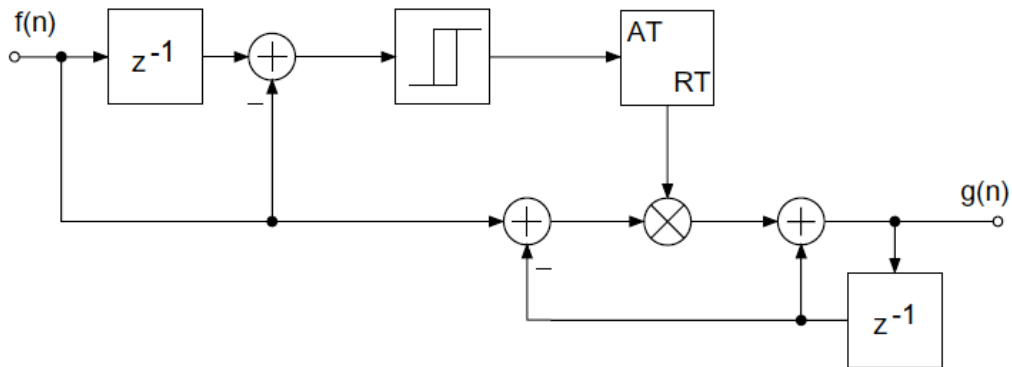 f(n)
z⁻¹
+
−
AT
RT
+
−
×
+
g(n)
z⁻¹